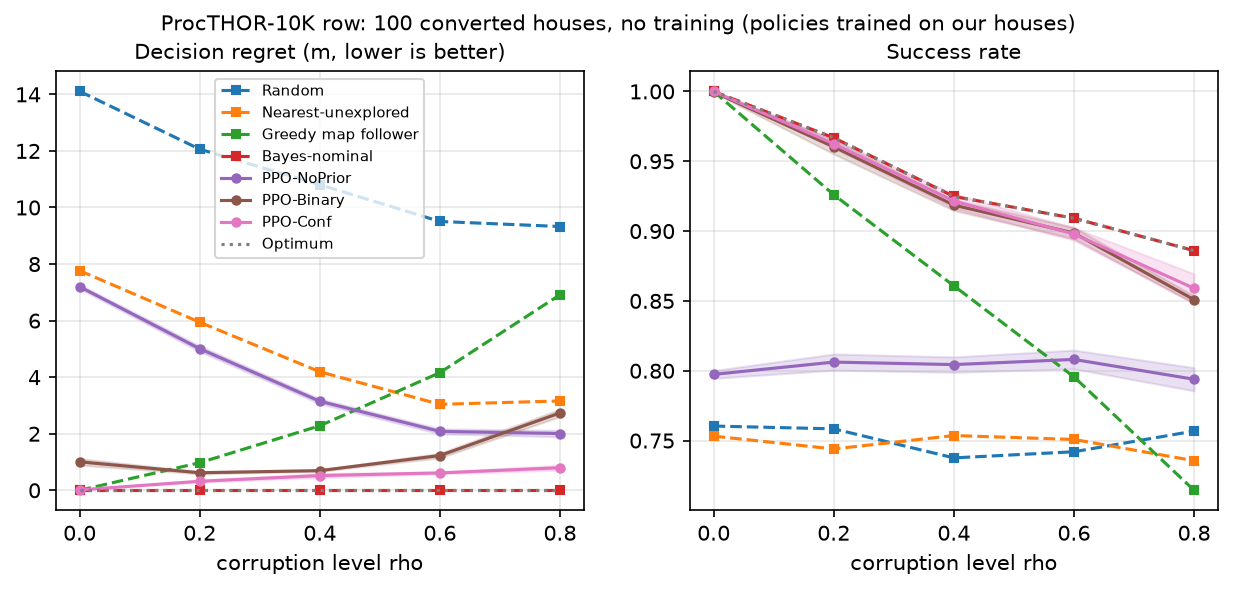 ProcTHOR-10K row: 100 converted houses, no training (policies trained on our houses)
Decision regret (m, lower is better)
14
12
10
8
6
4
2
0
0.0 0.2 0.4 0.6 0.8
corruption level rho
Random
Nearest-unexplored
Greedy map follower
Bayes-nominal
PPO-NoPrior
PPO-Binary
PPO-Conf
Optimum
Success rate
1.00
0.95
0.90
0.85
0.80
0.75
0.0 0.2 0.4 0.6 0.8
corruption level rho